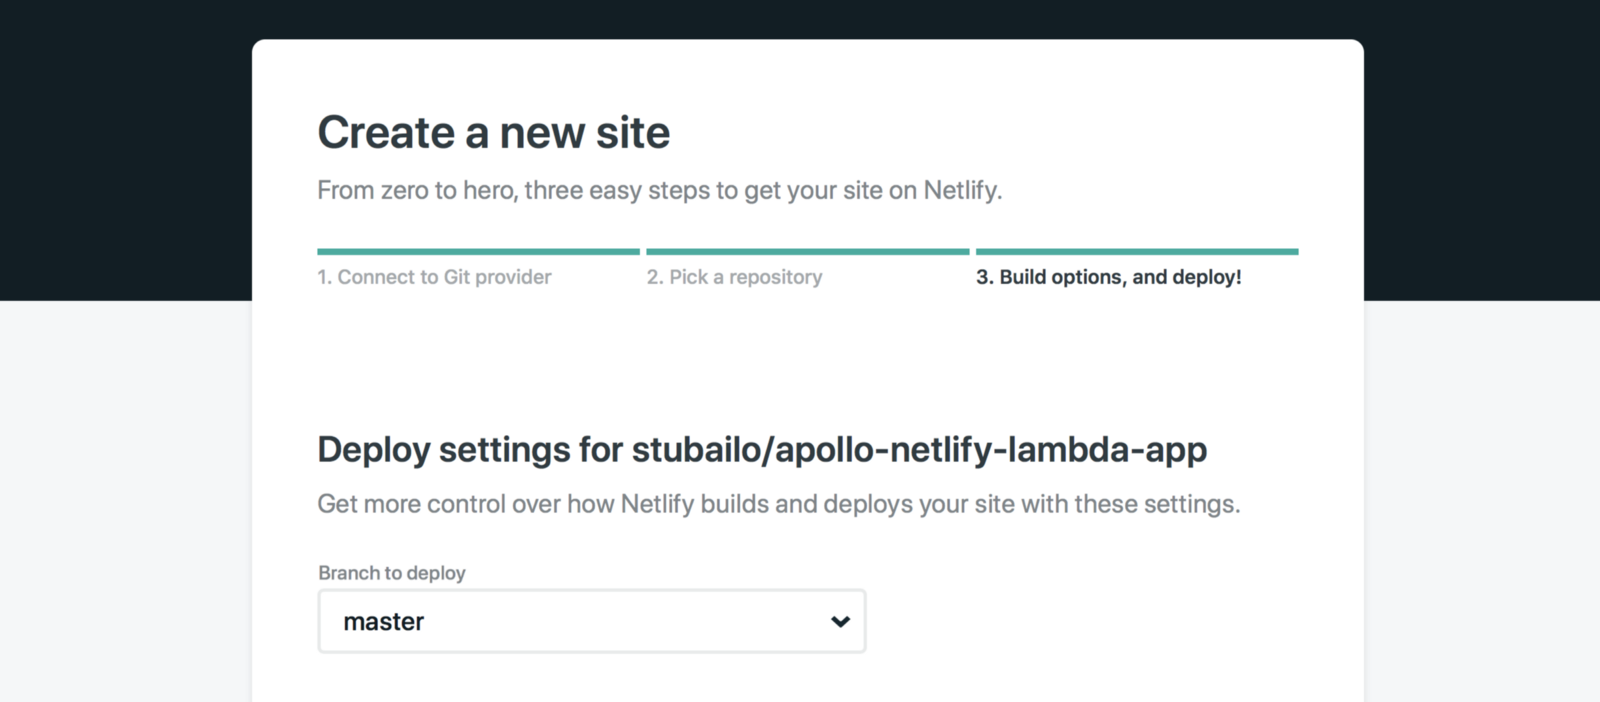 Create a new site
From zero to hero, three easy steps to get your site on Netlify.
1. Connect to Git provider
2. Pick a repository
3. Build options, and deploy!
Deploy settings for stubailo/apollo-netlify-lambda-app
Get more control over how Netlify builds and deploys your site with these settings.
Branch to deploy
master